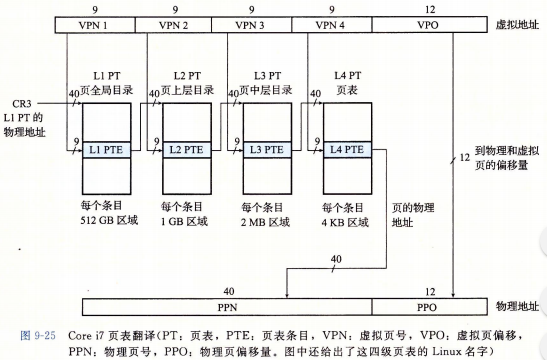 9 9 9 9 12
VPN 1 VPN 2 VPN 3 VPN 4 VPO 虚拟地址
L1 PT L2 PT L3 PT L4 PT
页全局目录 页上层目录 页中层目录 页表
40 40 40 40
CR3
L1 PT 的
物理地址
9 L1 PTE 9 L2 PTE 9 L3 PTE 9 L4 PTE
12 到物理和虚拟
页的偏移量
每个条目 每个条目 每个条目 每个条目
512 GB 区域 1 GB 区域 2 MB 区域 4 KB 区域
页的物理
地址
40
40 12
PPN PPO 物理地址
图 9-25 Core i7 页表翻译(PT:页表,PTE:页表条目,VPN:虚拟页号,VPO:虚拟页偏移,
PPN:物理页号,PPO:物理页偏移量。图中还给出了这四级页表的 Linux 名字)